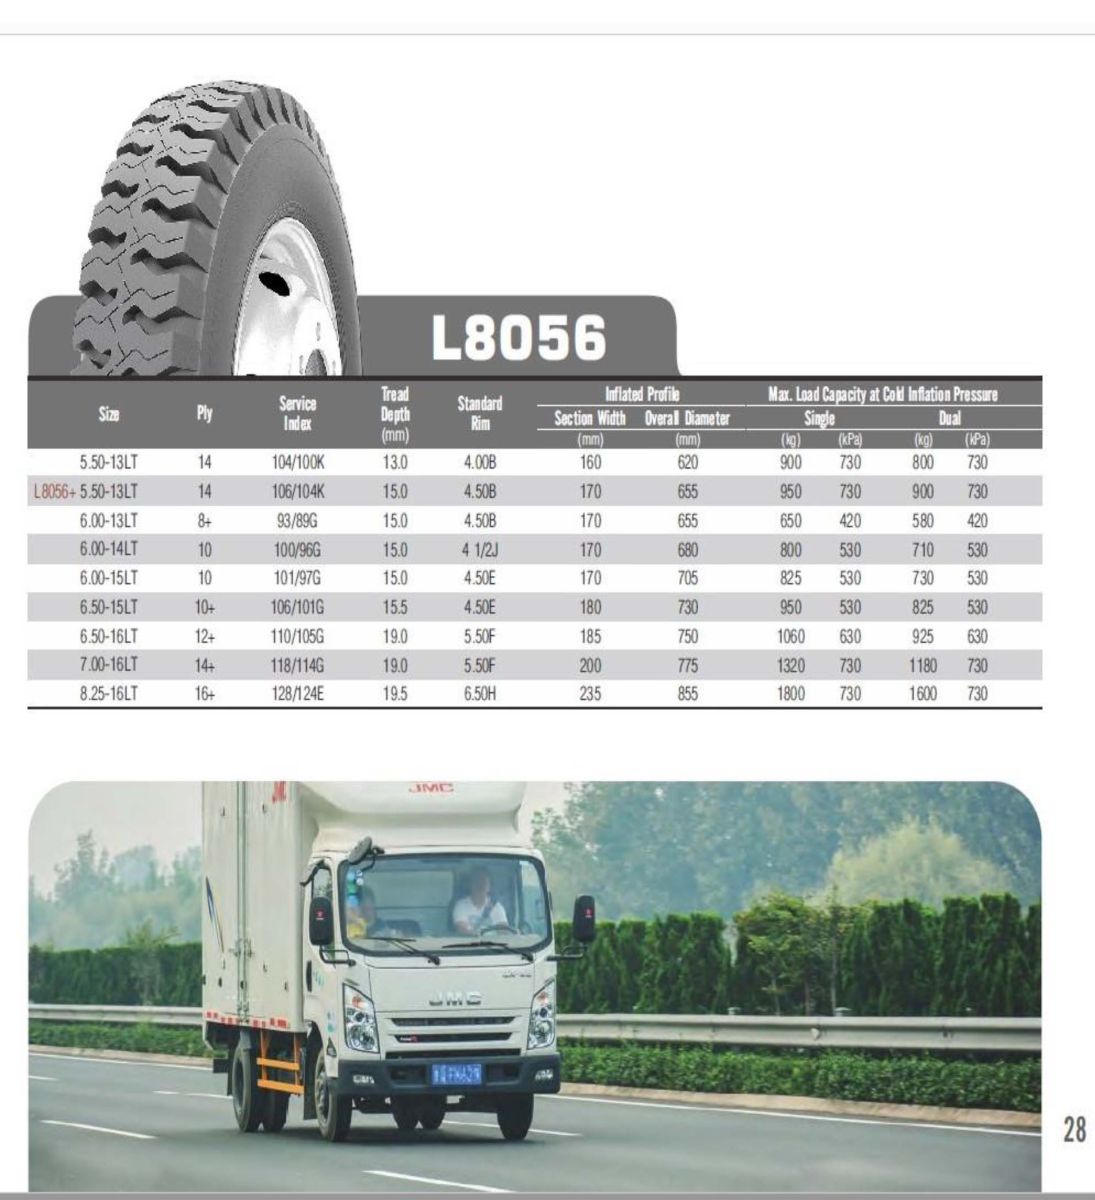 L8056
Size Ply Service Index Tread Depth (mm) Standard Rim Inflated Profile Max. Load Capacity at Cold Inflation Pressure
Section Width Overall Diameter Single Dual
(mm) (mm) (kg) (kPa) (kg) (kPa)
5.50-13LT 14 104/100K 13.0 4.00B 160 620 900 730 800 730
L8056+ 5.50-13LT 14 106/104K 15.0 4.50B 170 655 950 730 900 730
6.00-13LT 8+ 93/89G 15.0 4.50B 170 655 650 420 580 420
6.00-14LT 10 100/96G 15.0 4 1/2J 170 680 800 530 710 530
6.00-15LT 10 101/97G 15.0 4.50E 170 705 825 530 730 530
6.50-15LT 10+ 106/101G 15.5 4.50E 180 730 950 530 825 530
6.50-16LT 12+ 110/105G 19.0 5.50F 185 750 1060 630 925 630
7.00-16LT 14+ 118/114G 19.0 5.50F 200 775 1320 730 1180 730
8.25-16LT 16+ 128/124E 19.5 6.50H 235 855 1800 730 1600 730
JMC
JMC
JMC
28